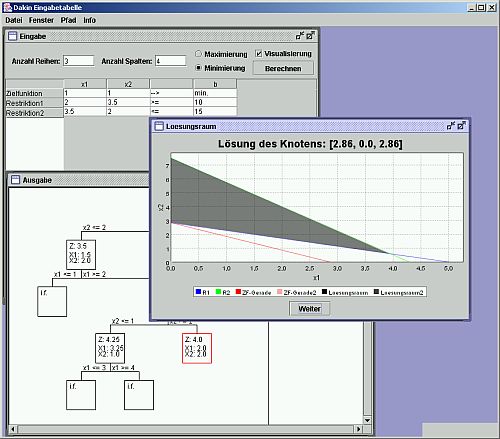 Dakin Eingabetabelle
Datei Fenster Pfad Info
Eingabe
Anzahl Reihen: 3 Anzahl Spalten: 4
Maximierung
Minimierung
Visualisierung
Berechnen
x1 x2 b
Zielfunktion 1 1 --> min.
Restriktion1 2 3.5 >= 10
Restriktion2 3.5 2 <= 15
Loesungsraum
Lösung des Knotens: [2.86, 0.0, 2.86]
x2
7
6
5
4
3
2
1
0
0.0 0.5 1.0 1.5 2.0 2.5 3.0 3.5 4.0 4.5 5.0
x1
R1 R2 ZF-Gerade ZF-Gerade2 Loesungsraum Loesungsraum2
Weiter
Ausgabe
x2 <= 2
Z: 3.5
X1: 1.5
X2: 2.0
x1 <= 1 x1 >= 2
i.f.
x2 <= 1
Z: 4.25
X1: 3.25
X2: 1.0
Z: 4.0
X1: 2.0
X2: 2.0
x1 <= 3 x1 >= 4
i.f. i.f.